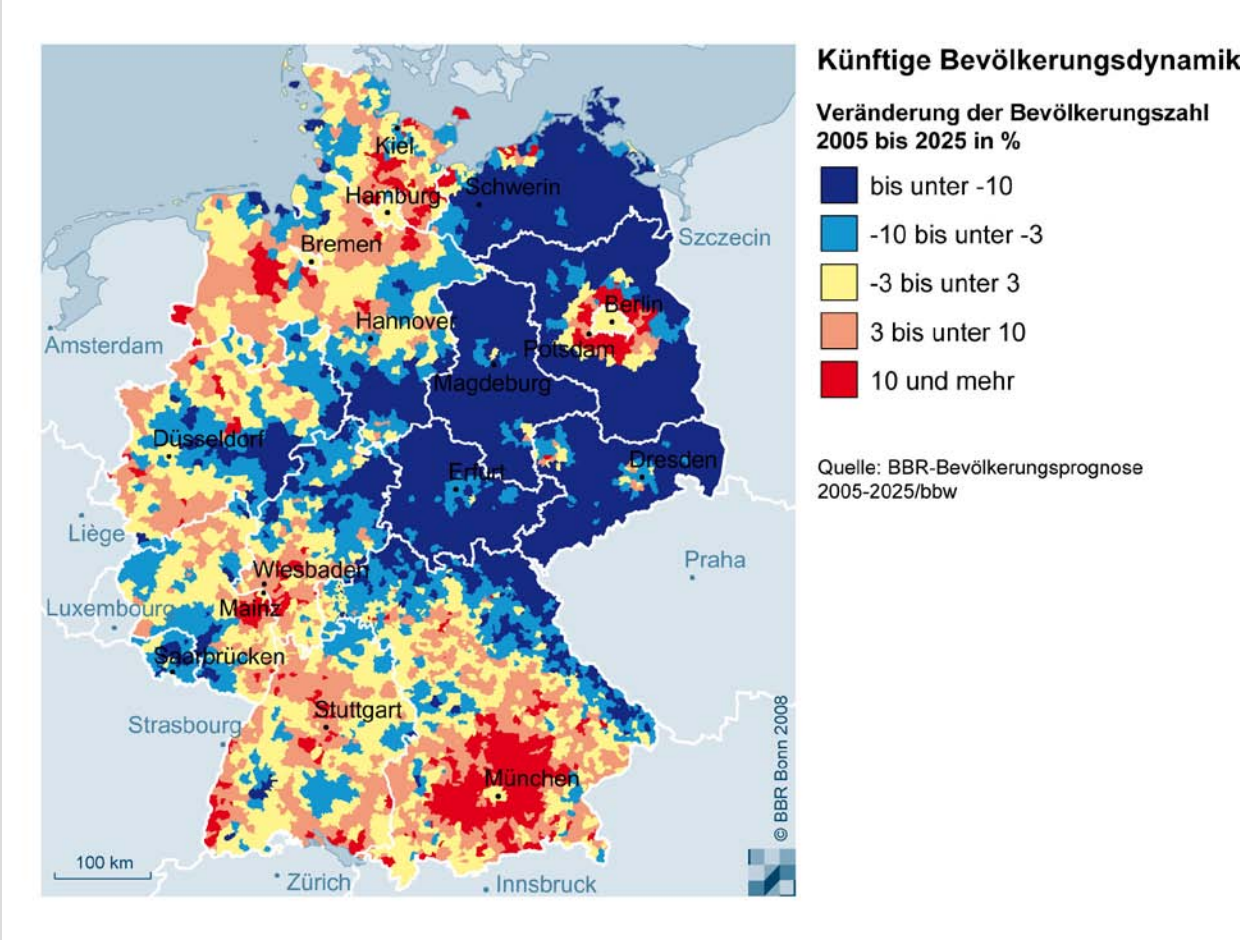 Künftige Bevölkerungsdynamik
Veränderung der Bevölkerungszahl
2005 bis 2025 in %
bis unter -10
-10 bis unter -3
-3 bis unter 3
3 bis unter 10
10 und mehr
Quelle: BBR-Bevölkerungsprognose
2005-2025/bbw
Kiel
Schwerin
Hamburg
Szczecin
Bremen
Berlin
Hannover
Amsterdam
Potsdam
Magdeburg
Düsseldorf
Dresden
Erfurt
Liège
Praha
Wiesbaden
Luxembourg
Mainz
Saarbrücken
Stuttgart
Strasbourg
München
© BBR Bonn 2008
100 km
Zürich
Innsbruck